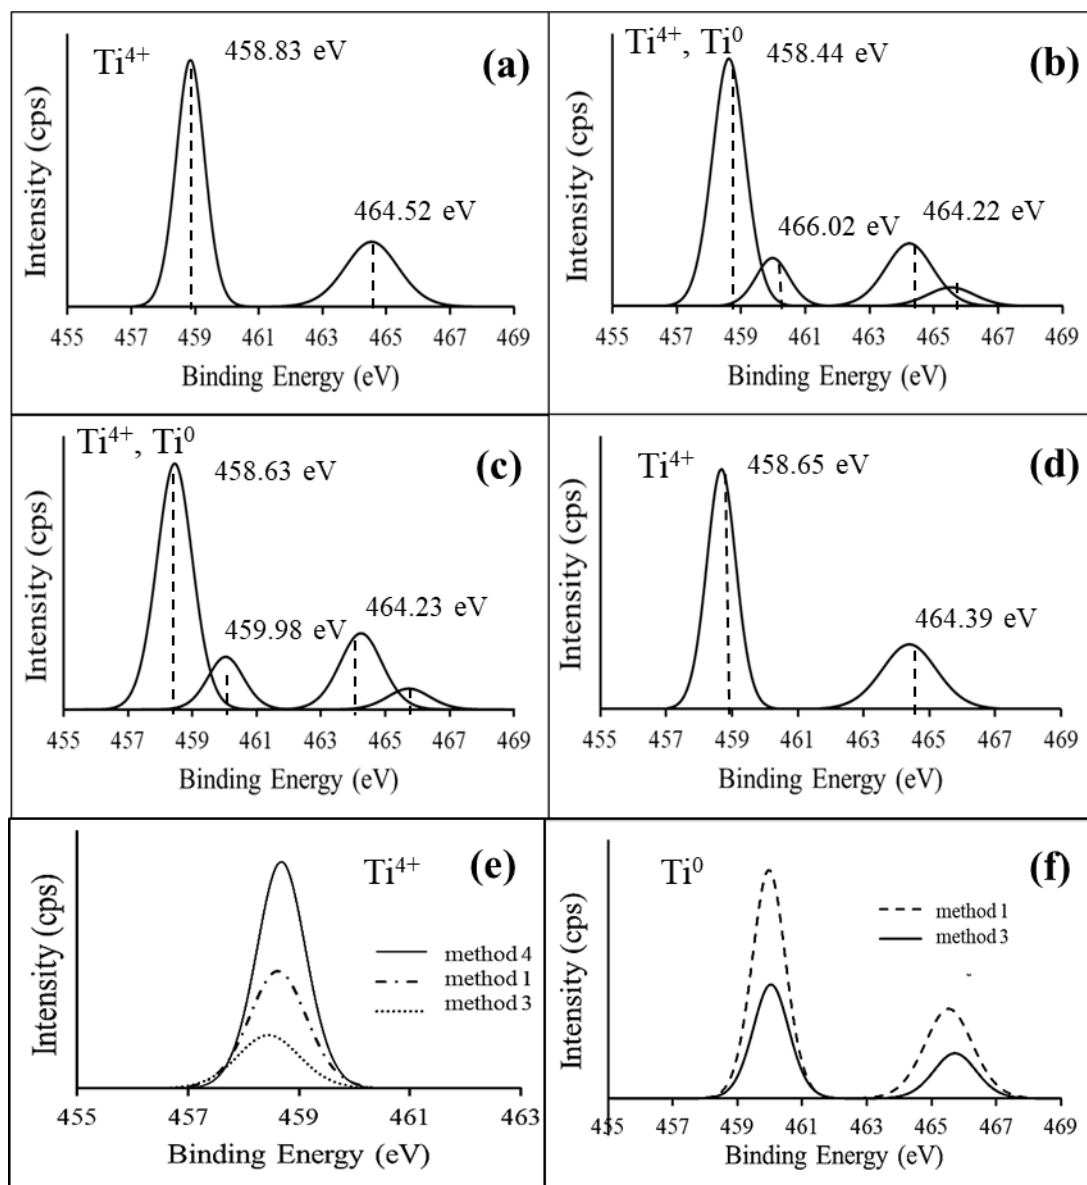 Ti⁴⁺
458.83 eV
(a)
464.52 eV
Intensity (cps)
455 457 459 461 463 465 467 469
Binding Energy (eV)
Ti⁴⁺, Ti⁰
458.44 eV
(b)
466.02 eV
464.22 eV
Intensity (cps)
455 457 459 461 463 465 467 469
Binding Energy (eV)
Ti⁴⁺, Ti⁰
458.63 eV
(c)
459.98 eV
464.23 eV
Intensity (cps)
455 457 459 461 463 465 467 469
Binding Energy (eV)
Ti⁴⁺
458.65 eV
(d)
464.39 eV
Intensity (cps)
455 457 459 461 463 465 467 469
Binding Energy (eV)
Ti⁴⁺
(e)
method 4
method 1
method 3
Intensity (cps)
455 457 459 461 463
Binding Energy (eV)
Ti⁰
(f)
method 1
method 3
Intensity (cps)
455 457 459 461 463 465 467 469
Binding Energy (eV)